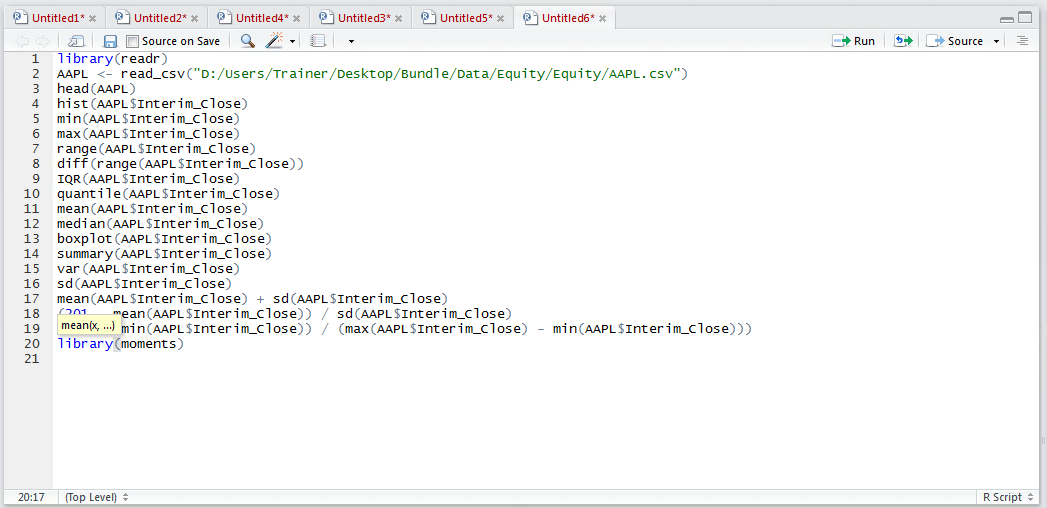 Untitled1* Untitled2* Untitled4* Untitled3* Untitled5* Untitled6*
Source on Save Run Source
1 library(readr)
2 AAPL <- read_csv("D:/Users/Trainer/Desktop/Bundle/Data/Equity/Equity/AAPL.csv")
3 head(AAPL)
4 hist(AAPL$Interim_Close)
5 min(AAPL$Interim_Close)
6 max(AAPL$Interim_Close)
7 range(AAPL$Interim_Close)
8 diff(range(AAPL$Interim_Close))
9 IQR(AAPL$Interim_Close)
10 quantile(AAPL$Interim_Close)
11 mean(AAPL$Interim_Close)
12 median(AAPL$Interim_Close)
13 boxplot(AAPL$Interim_Close)
14 summary(AAPL$Interim_Close)
15 var(AAPL$Interim_Close)
16 sd(AAPL$Interim_Close)
17 mean(AAPL$Interim_Close) + sd(AAPL$Interim_Close)
18 (201 mean(AAPL$Interim_Close)) / sd(AAPL$Interim_Close)
mean(x, ...)
19 min(AAPL$Interim_Close)) / (max(AAPL$Interim_Close) - min(AAPL$Interim_Close)))
20 library(moments)
21
20:17 (Top Level) R Script